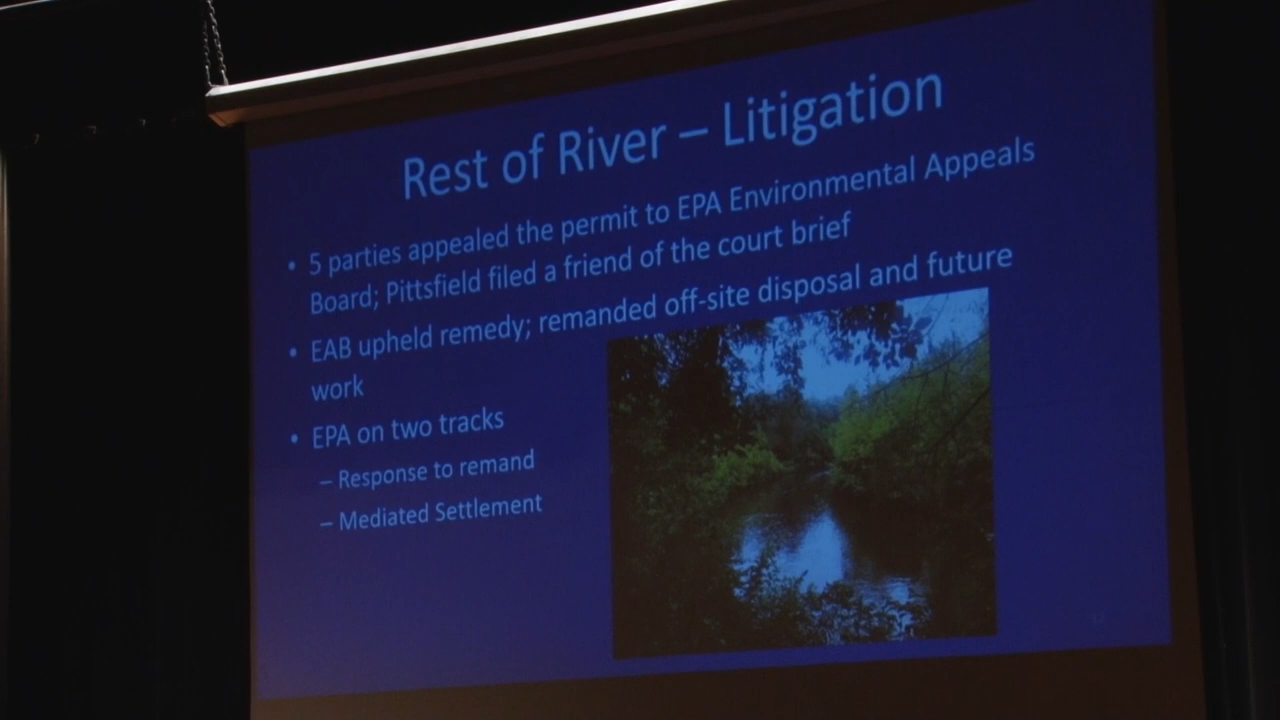 Rest of River – Litigation
• 5 parties appealed the permit to EPA Environmental Appeals
Board; Pittsfield filed a friend of the court brief
• EAB upheld remedy; remanded off-site disposal and future
work
• EPA on two tracks
– Response to remand
– Mediated Settlement